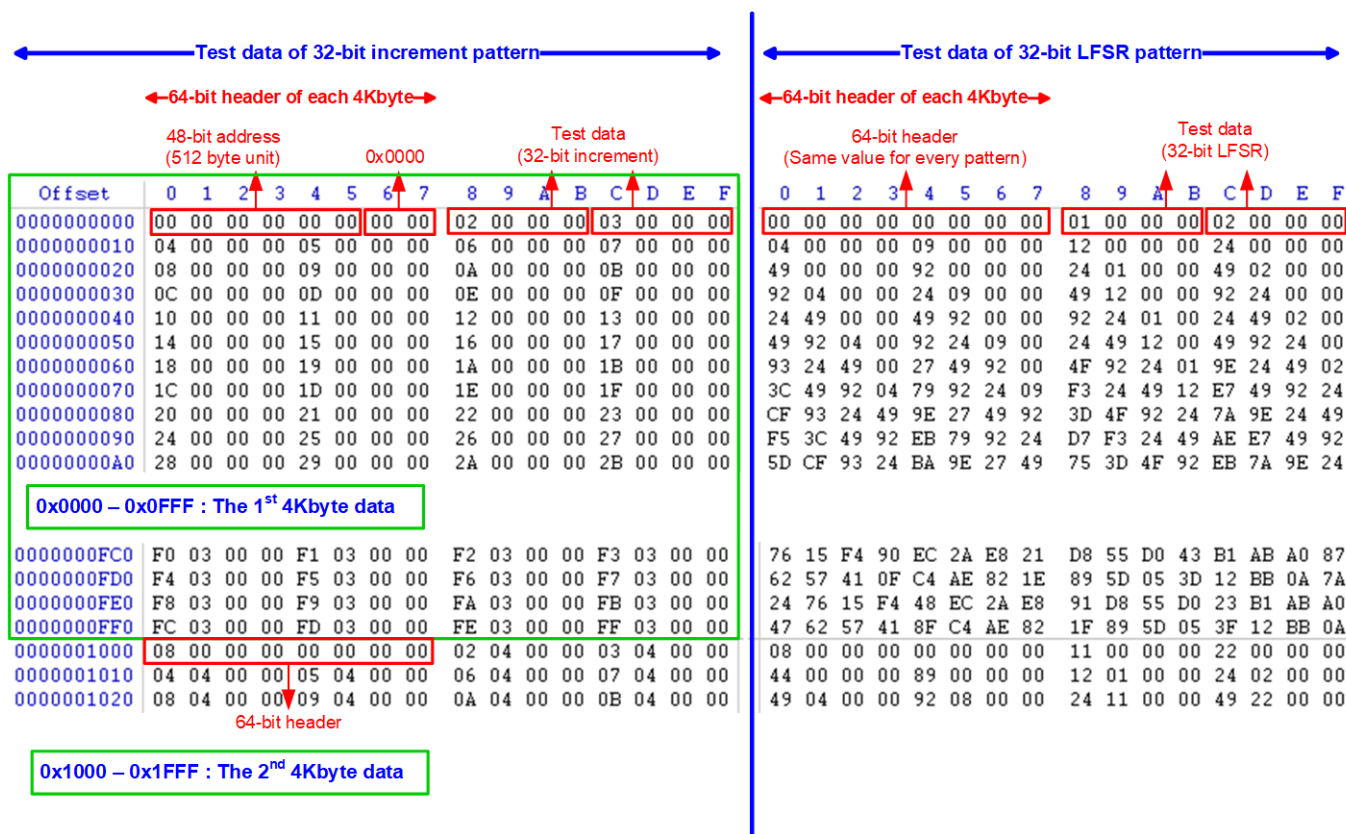 Test data of 32-bit increment pattern
Test data of 32-bit LFSR pattern
64-bit header of each 4Kbyte
64-bit header of each 4Kbyte
48-bit address
(512 byte unit)
0x0000
Test data
(32-bit increment)
64-bit header
(Same value for every pattern)
Test data
(32-bit LFSR)
Offset 0 1 2 3 4 5 6 7 8 9 A B C D E F 0 1 2 3 4 5 6 7 8 9 A B C D E F
0000000000 00 00 00 00 00 00 00 00 02 00 00 00 03 00 00 00 00 00 00 00 00 00 00 00 01 00 00 00 02 00 00 00
0000000010 04 00 00 00 05 00 00 00 06 00 00 00 07 00 00 00 04 00 00 00 09 00 00 00 12 00 00 00 24 00 00 00
0000000020 08 00 00 00 09 00 00 00 0A 00 00 00 0B 00 00 00 49 00 00 00 92 00 00 00 24 01 00 00 49 02 00 00
0000000030 0C 00 00 00 0D 00 00 00 0E 00 00 00 0F 00 00 00 92 04 00 00 24 09 00 00 49 12 00 00 92 24 00 00
0000000040 10 00 00 00 11 00 00 00 12 00 00 00 13 00 00 00 24 49 00 00 49 92 00 00 92 24 01 00 24 49 02 00
0000000050 14 00 00 00 15 00 00 00 16 00 00 00 17 00 00 00 49 92 04 00 92 24 09 00 24 49 12 00 49 92 24 00
0000000060 18 00 00 00 19 00 00 00 1A 00 00 00 1B 00 00 00 93 24 49 00 27 49 92 00 4F 92 24 01 9E 24 49 02
0000000070 1C 00 00 00 1D 00 00 00 1E 00 00 00 1F 00 00 00 3C 49 92 04 79 92 24 09 F3 24 49 12 E7 49 92 24
0000000080 20 00 00 00 21 00 00 00 22 00 00 00 23 00 00 00 CF 93 24 49 9E 27 49 92 3D 4F 92 24 7A 9E 24 49
0000000090 24 00 00 00 25 00 00 00 26 00 00 00 27 00 00 00 F5 3C 49 92 EB 79 92 24 D7 F3 24 49 AE E7 49 92
00000000A0 28 00 00 00 29 00 00 00 2A 00 00 00 2B 00 00 00 5D CF 93 24 BA 9E 27 49 75 3D 4F 92 EB 7A 9E 24
0x0000 – 0x0FFF : The 1st 4Kbyte data
0000000FC0 F0 03 00 00 F1 03 00 00 F2 03 00 00 F3 03 00 00 76 15 F4 90 EC 2A E8 21 D8 55 D0 43 B1 AB A0 87
0000000FD0 F4 03 00 00 F5 03 00 00 F6 03 00 00 F7 03 00 00 62 57 41 0F C4 AE 82 1E 89 5D 05 3D 12 BB 0A 7A
0000000FE0 F8 03 00 00 F9 03 00 00 FA 03 00 00 FB 03 00 00 24 76 15 F4 48 EC 2A E8 91 D8 55 D0 23 B1 AB A0
0000000FF0 FC 03 00 00 FD 03 00 00 FE 03 00 00 FF 03 00 00 47 62 57 41 8F C4 AE 82 1F 89 5D 05 3F 12 BB 0A
0000001000 08 00 00 00 00 00 00 00 02 04 00 00 03 04 00 00 08 00 00 00 00 00 00 00 11 00 00 00 22 00 00 00
0000001010 04 04 00 00 05 04 00 00 06 04 00 00 07 04 00 00 44 00 00 00 89 00 00 00 12 01 00 00 24 02 00 00
0000001020 08 04 00 00 09 04 00 00 0A 04 00 00 0B 04 00 00 49 04 00 00 92 08 00 00 24 11 00 00 49 22 00 00
64-bit header
0x1000 – 0x1FFF : The 2nd 4Kbyte data